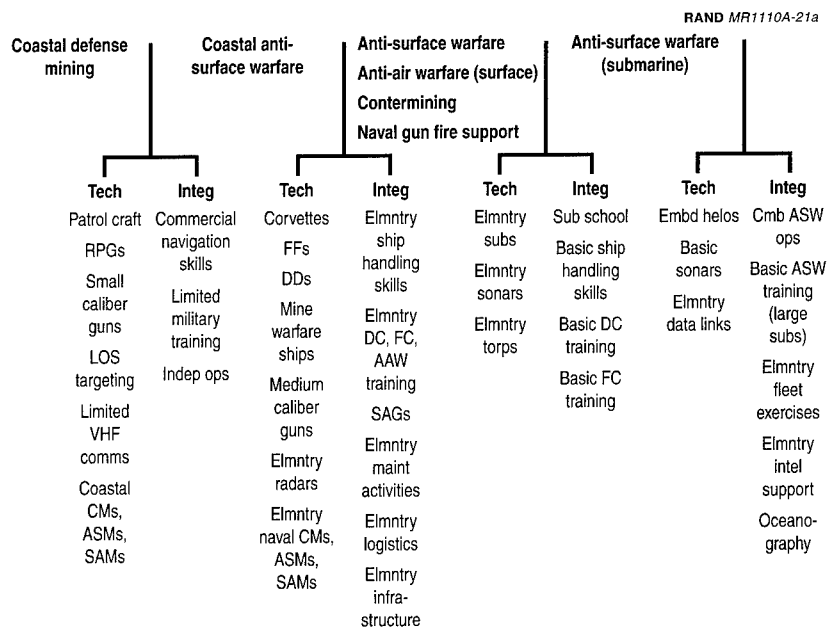 RAND MR1110A-21a
Coastal defense
mining
Coastal anti-
surface warfare
Anti-surface warfare
Anti-air warfare (surface)
Contermining
Naval gun fire support
Anti-surface warfare
(submarine)
Tech
Patrol craft
RPGs
Small
caliber
guns
LOS
targeting
Limited
VHF
comms
Coastal
CMs,
ASMs,
SAMs
Integ
Commercial
navigation
skills
Limited
military
training
Indep ops
Tech
Corvettes
FFs
DDs
Mine
warfare
ships
Medium
caliber
guns
Elmntry
radars
Elmntry
naval CMs,
ASMs,
SAMs
Integ
Elmntry
ship
handling
skills
Elmntry
DC, FC,
AAW
training
SAGs
Elmntry
maint
activities
Elmntry
logistics
Elmntry
infra-
structure
Tech
Elmntry
subs
Elmntry
sonars
Elmntry
torps
Integ
Sub school
Basic ship
handling
skills
Basic DC
training
Basic FC
training
Tech
Embd helos
Basic
sonars
Elmntry
data links
Integ
Cmb ASW
ops
Basic ASW
training
(large
subs)
Elmntry
fleet
exercises
Elmntry
intel
support
Oceano-
graphy